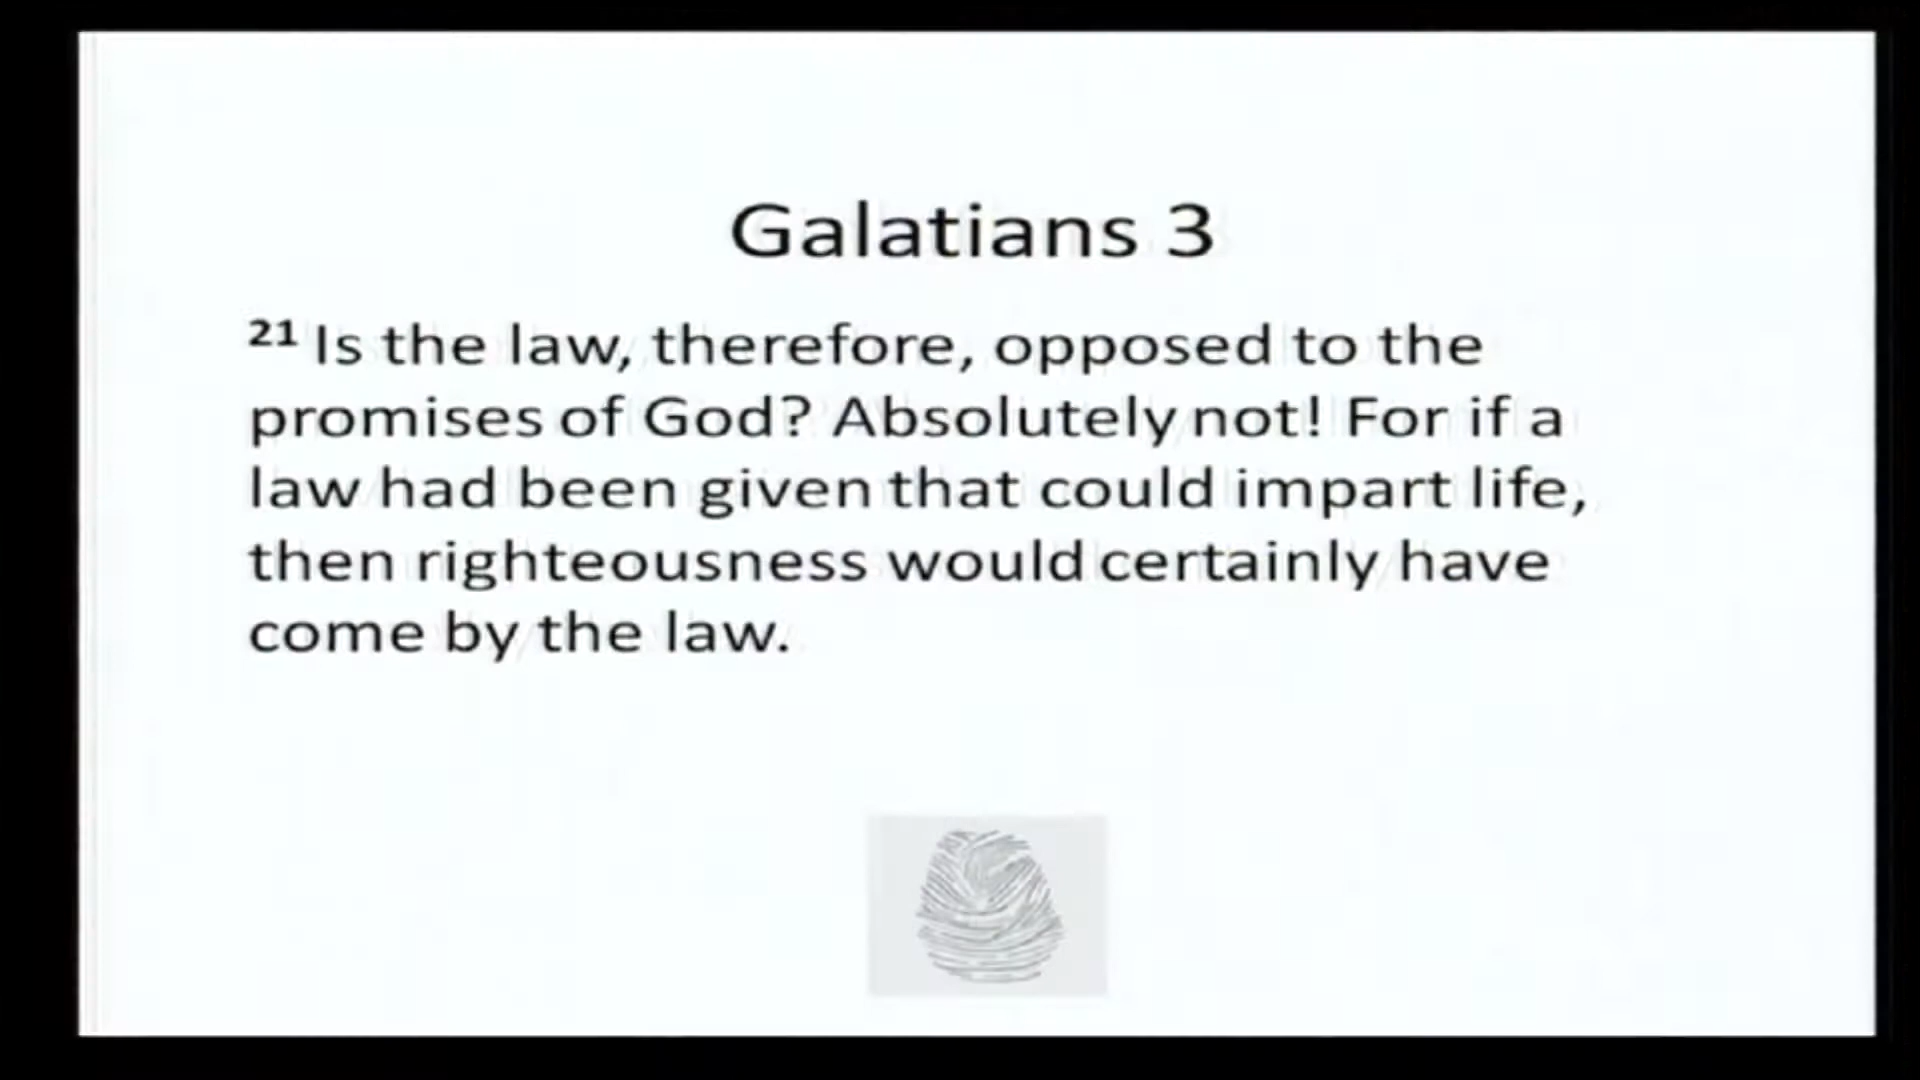 Galatians 3
21 Is the law, therefore, opposed to the
promises of God? Absolutely not! For if a
law had been given that could impart life,
then righteousness would certainly have
come by the law.